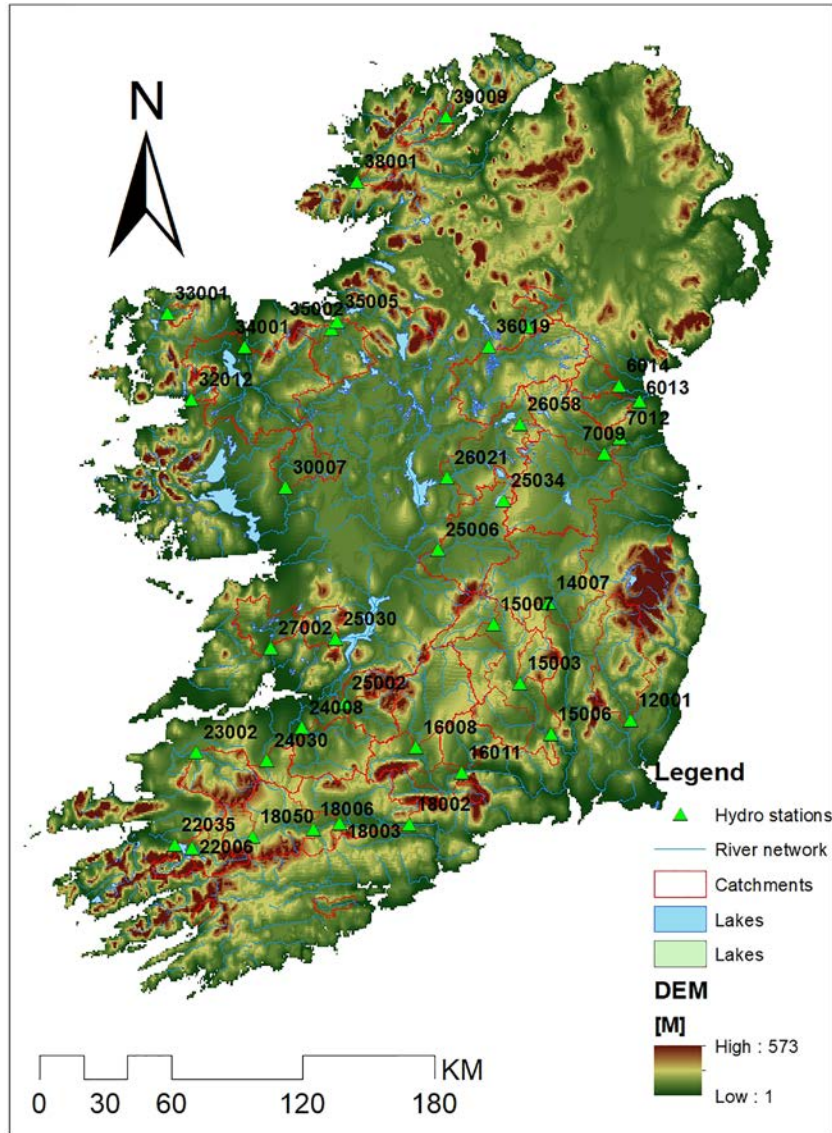 39009
N
38001
33001
35005
35002
34001
36019
6014
32012
6013
7012
26058
7009
26021
30007
25034
25006
14007
15007
25030
27002
15003
25002
24008
12001
15006
23002
16008
24030
16011
Legend
18002
Hydro stations
18050
18006
18003
22035
22006
River network
Catchments
Lakes
Lakes
DEM
[M]
High : 573
Low : 1
KM
0 30 60 120 180